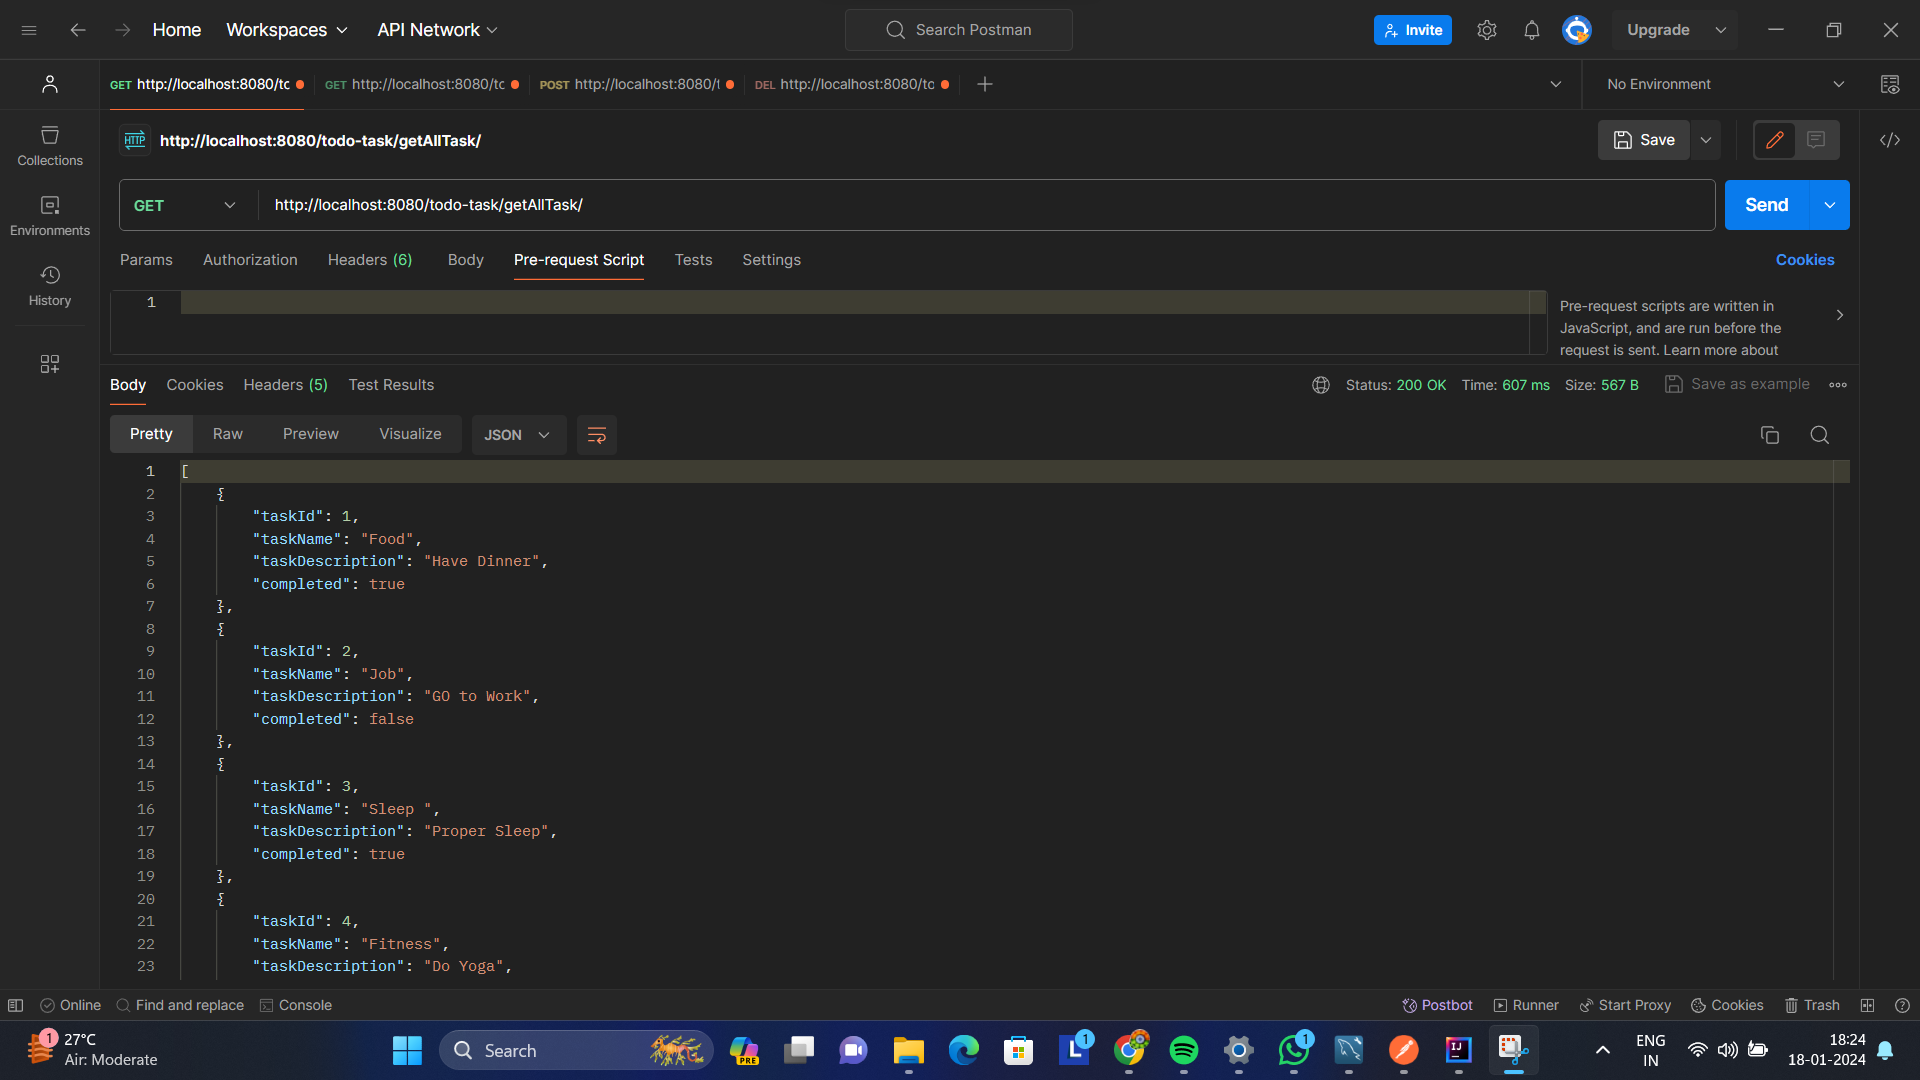 Home Workspaces API Network Search Postman Invite Upgrade
GET http://localhost:8080/tc GET http://localhost:8080/tc POST http://localhost:8080/t DEL http://localhost:8080/tc No Environment
HTTP http://localhost:8080/todo-task/getAllTask/ Save
GET http://localhost:8080/todo-task/getAllTask/ Send
Collections
Environments
History
Params Authorization Headers (6) Body Pre-request Script Tests Settings Cookies
1
Pre-request scripts are written in
JavaScript, and are run before the
request is sent. Learn more about
Body Cookies Headers (5) Test Results Status: 200 OK Time: 607 ms Size: 567 B Save as example
Pretty Raw Preview Visualize JSON
1 [
2 {
3 "taskId": 1,
4 "taskName": "Food",
5 "taskDescription": "Have Dinner",
6 "completed": true
7 },
8 {
9 "taskId": 2,
10 "taskName": "Job",
11 "taskDescription": "GO to Work",
12 "completed": false
13 },
14 {
15 "taskId": 3,
16 "taskName": "Sleep ",
17 "taskDescription": "Proper Sleep",
18 "completed": true
19 },
20 {
21 "taskId": 4,
22 "taskName": "Fitness",
23 "taskDescription": "Do Yoga",
Online Find and replace Console Postbot Runner Start Proxy Cookies Trash
1 27°C
Air: Moderate
Search PRE L 1 1 IJ
ENG
IN
18:24
18-01-2024